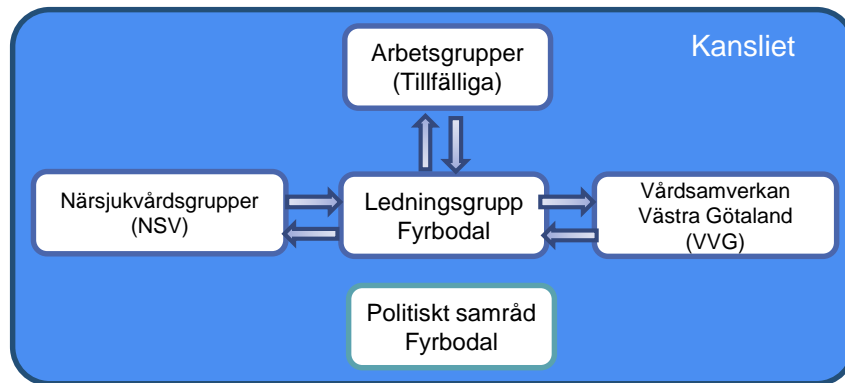 Kansliet
Arbetsgrupper
(Tillfälliga)
Närsjukvårdsgrupper
(NSV)
Ledningsgrupp
Fyrbodal
Vårdsamverkan
Västra Götaland
(VVG)
Politiskt samråd
Fyrbodal